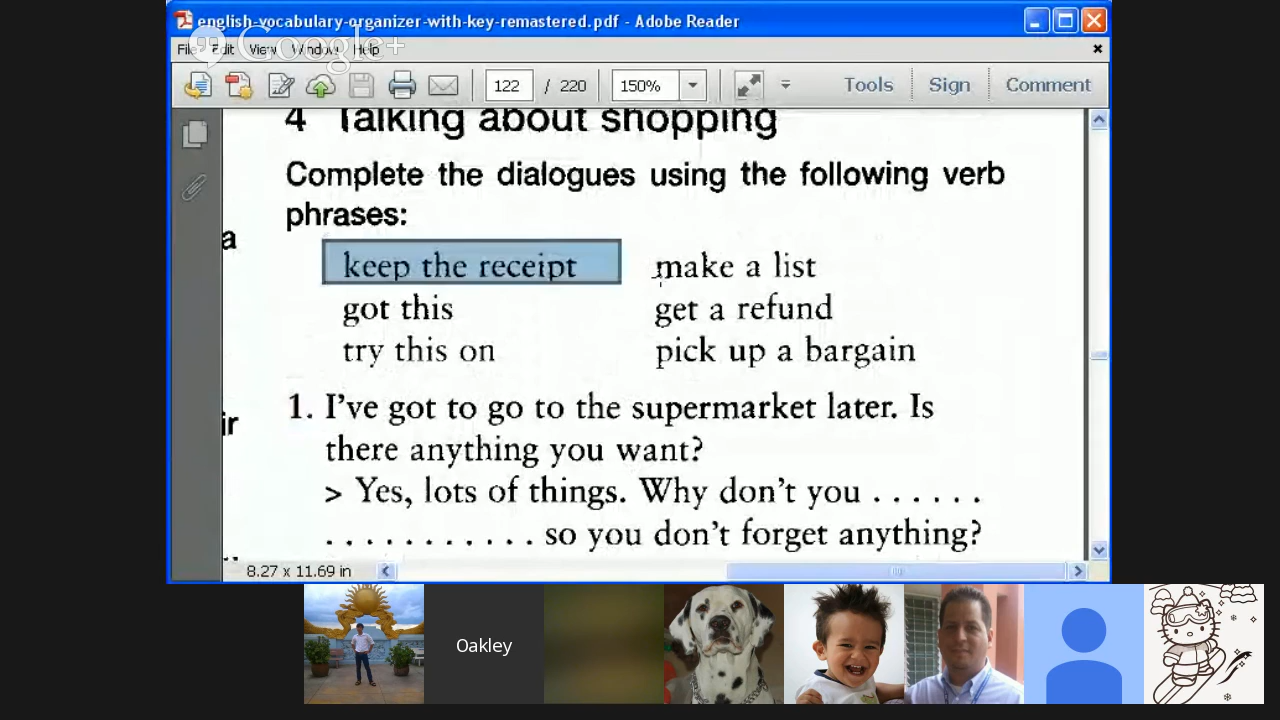 english-vocabulary-organizer-with-key-remastered.pdf - Adobe Reader
Google+
File Edit View Window Help
122 / 220 150% Tools Sign Comment
4 Talking about shopping
Complete the dialogues using the following verb
phrases:
a
keep the receipt make a list
got this get a refund
try this on pick up a bargain
1. I've got to go to the supermarket later. Is
ir
there anything you want?
> Yes, lots of things. Why don't you . . . . . .
. . . . . . . . . . . so you don't forget anything?
8.27 x 11.69 in
Oakley